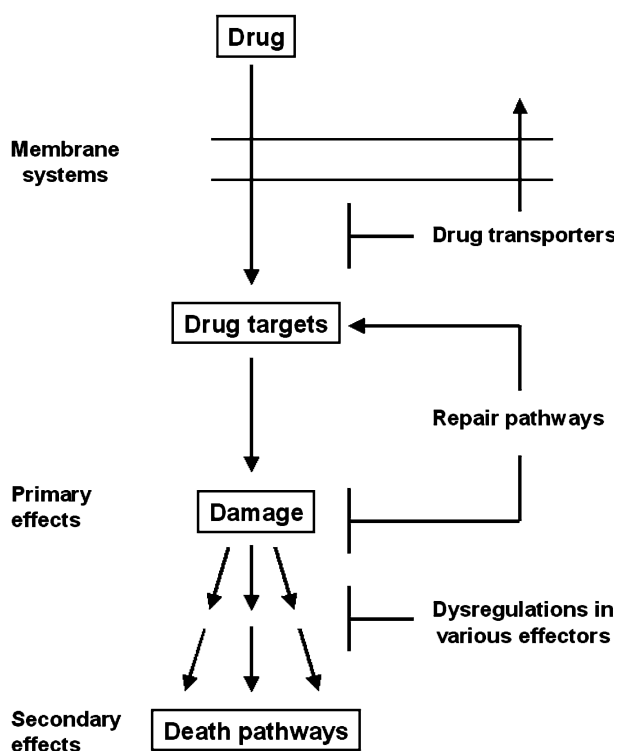 Drug
Membrane
systems
Drug transporters
Drug targets
Repair pathways
Primary
effects
Damage
Dysregulations in
various effectors
Secondary
effects
Death pathways